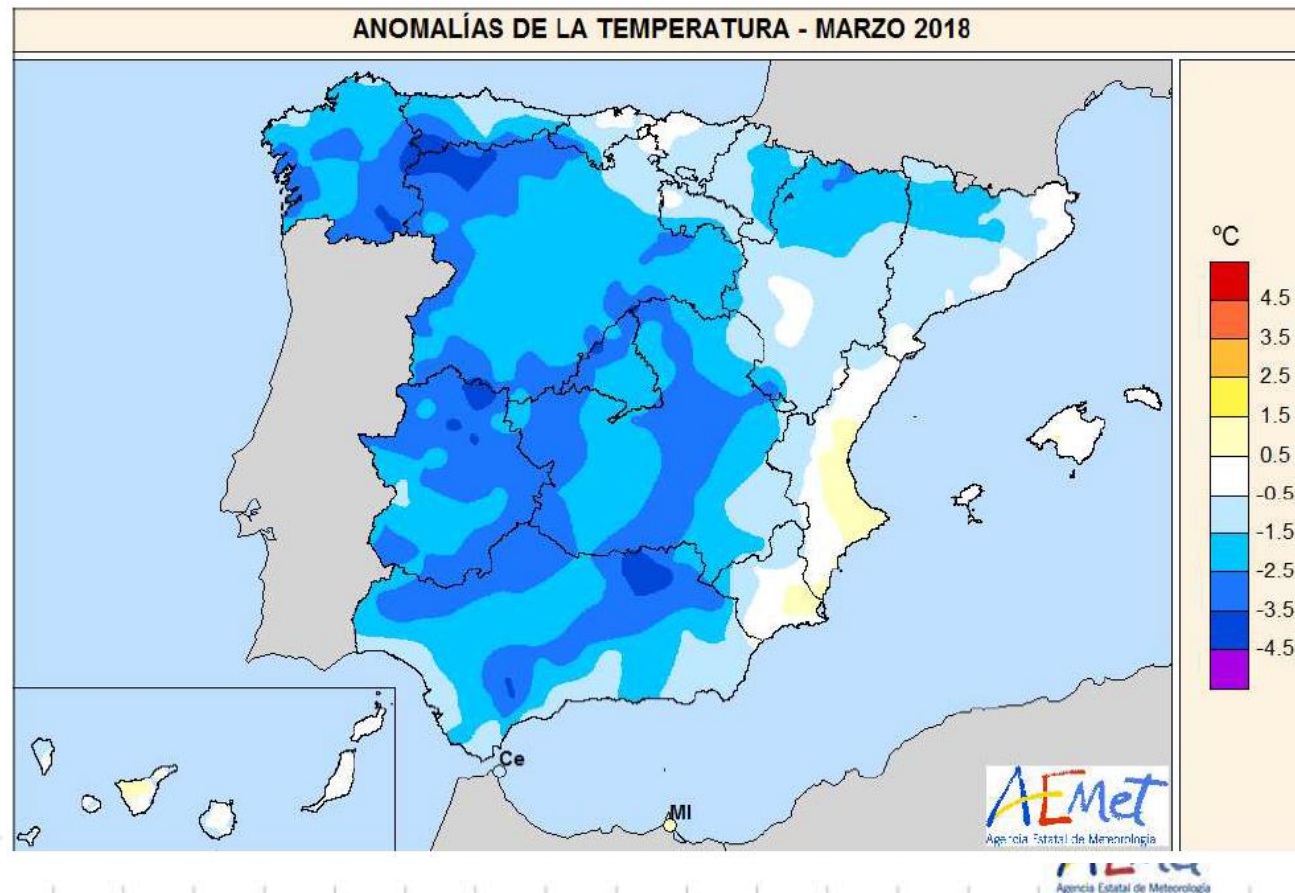 ANOMALÍAS DE LA TEMPERATURA - MARZO 2018
ºC
4.5
3.5
2.5
1.5
0.5
-0.5
-1.5
-2.5
-3.5
-4.5
Ce
Ml
AEMet
Agencia Estatal de Meteorología
Agencia Estatal de Meteorología